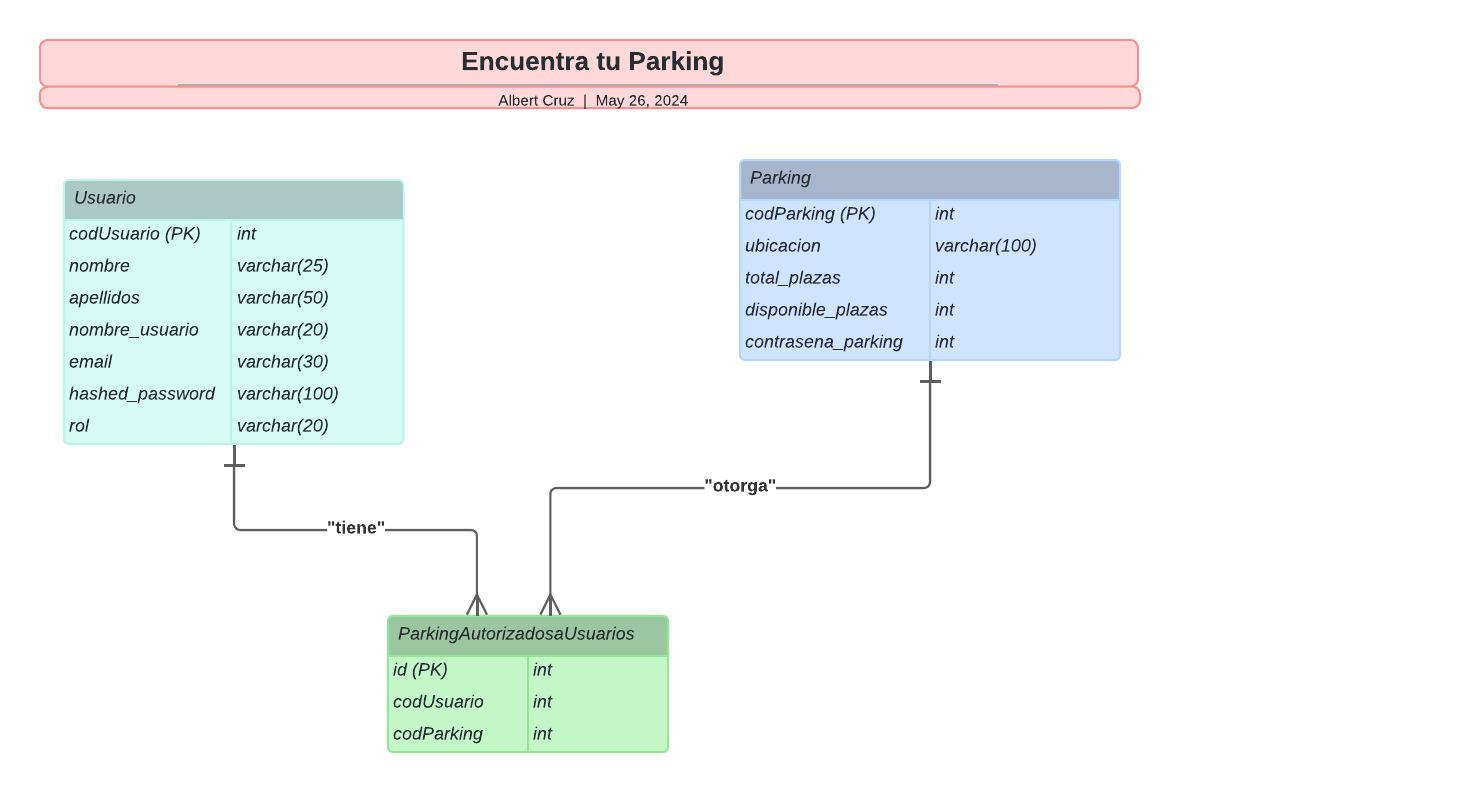 Encuentra tu Parking
Albert Cruz | May 26, 2024
Usuario
codUsuario (PK) int
nombre varchar(25)
apellidos varchar(50)
nombre_usuario varchar(20)
email varchar(30)
hashed_password varchar(100)
rol varchar(20)
Parking
codParking (PK) int
ubicacion varchar(100)
total_plazas int
disponible_plazas int
contrasena_parking int
"tiene"
"otorga"
ParkingAutorizadosaUsuarios
id (PK) int
codUsuario int
codParking int